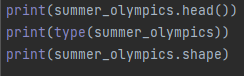 print(summer_olympics.head())
print(type(summer_olympics))
print(summer_olympics.shape)